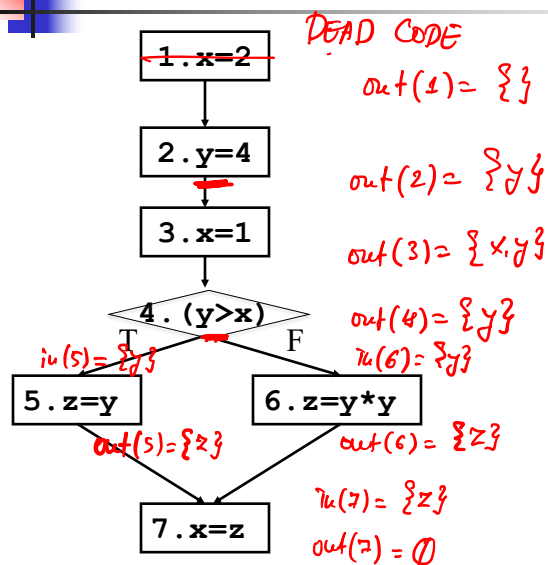 DEAD CODE
1.x=2
out(1)= {}
2.y=4
out(2)= {y}
3.x=1
out(3)= {x,y}
4.(y>x)
out(4)= {y}
T
F
in(5)= {y}
in(6)= {y}
5.z=y
6.z=y*y
out(5)={z}
out(6)= {z}
in(7)= {z}
7.x=z
out(7) = ∅